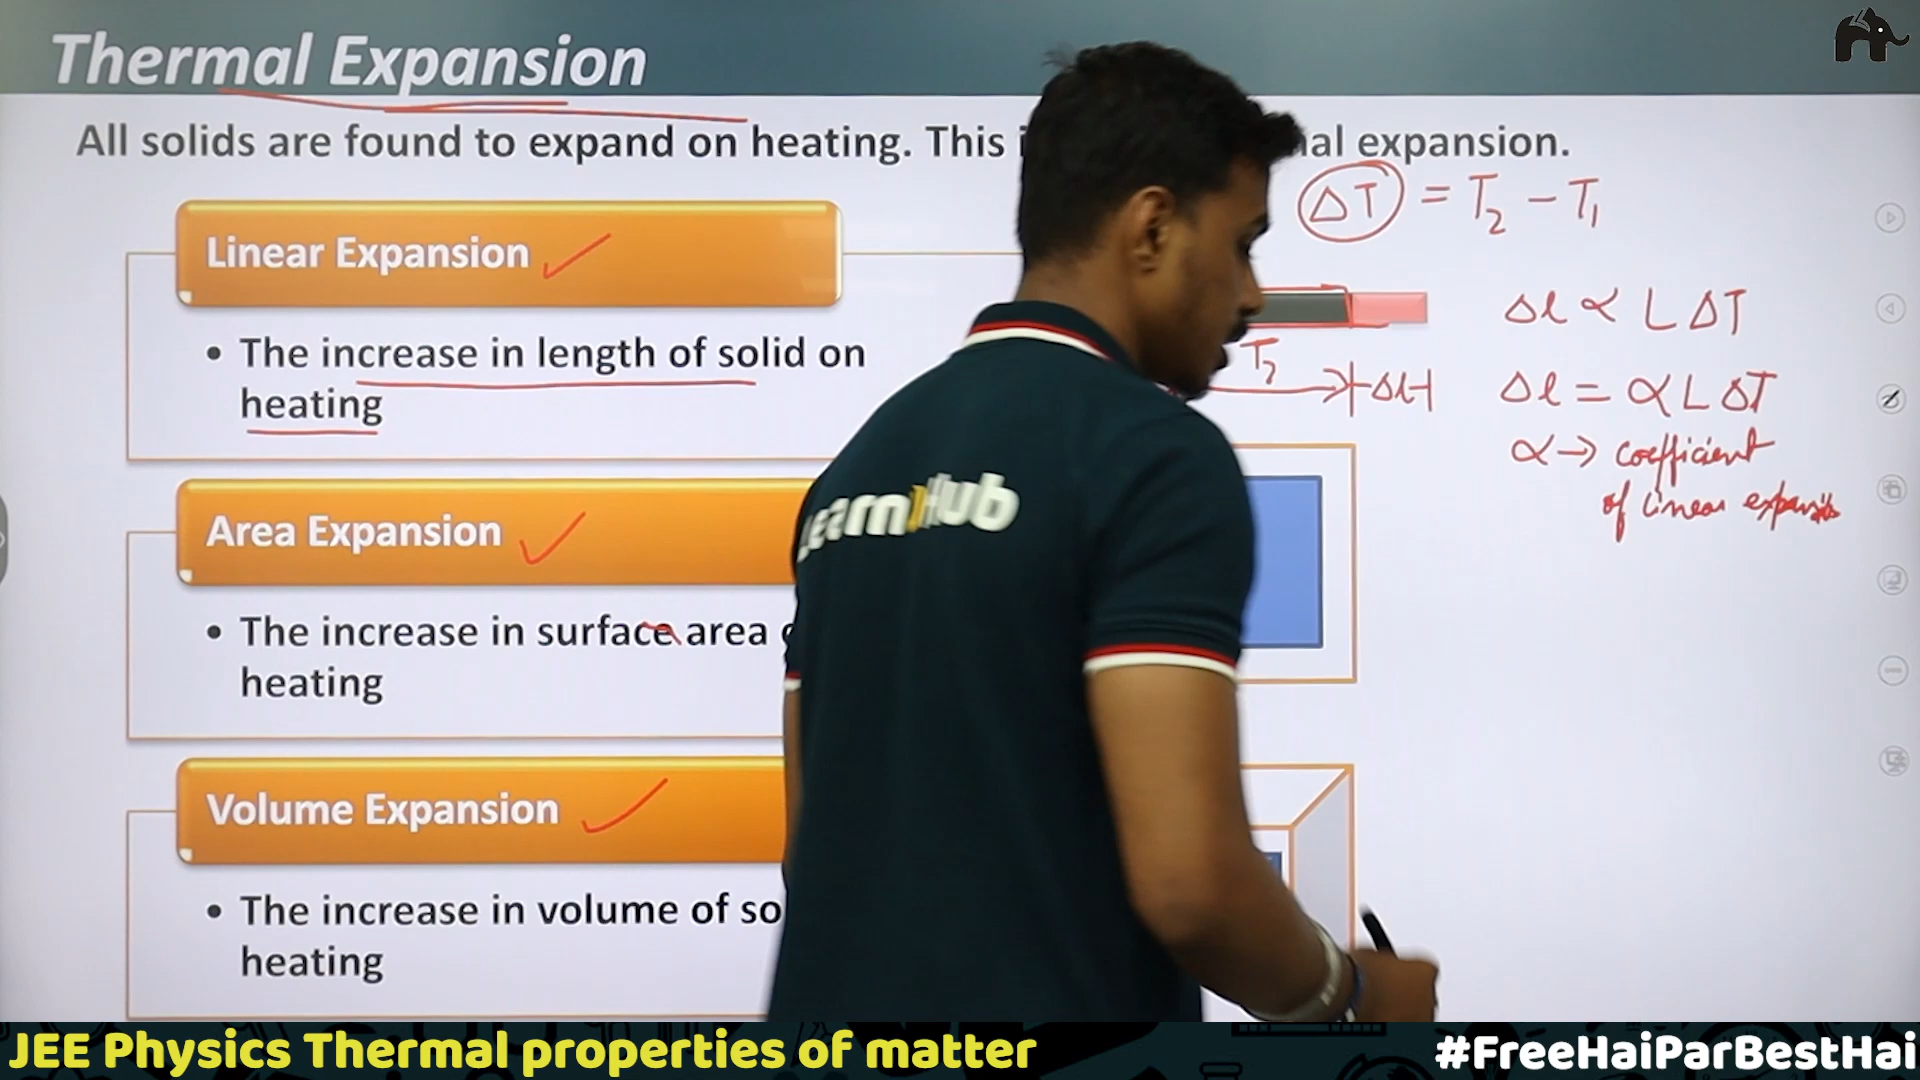 Thermal Expansion
All solids are found to expand on heating. This i al expansion.
ΔT = T₂ - T₁
Linear Expansion
• The increase in length of solid on
heating
Δl ∝ L ΔT
T₂
Δl
Δl = ∝ L ΔT
∝ → coefficient
of linear expansion
Area Expansion
• The increase in surface area
heating
Volume Expansion
• The increase in volume of so
heating
Learn Hub
JEE Physics Thermal properties of matter
#FreeHaiParBestHai